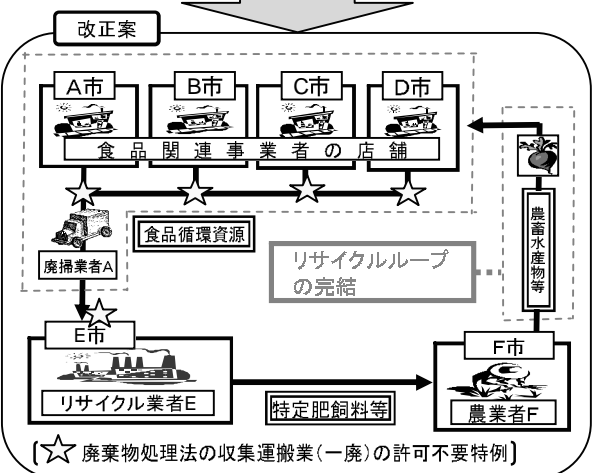 改正案
A市
B市
C市
D市
食品関連事業者の店舗
食品循環資源
廃掃業者A
農畜水産物等
リサイクルループ
の完結
E市
リサイクル業者E
特定肥飼料等
F市
農業者F
〔☆ 廃棄物処理法の収集運搬業(一廃)の許可不要特例〕